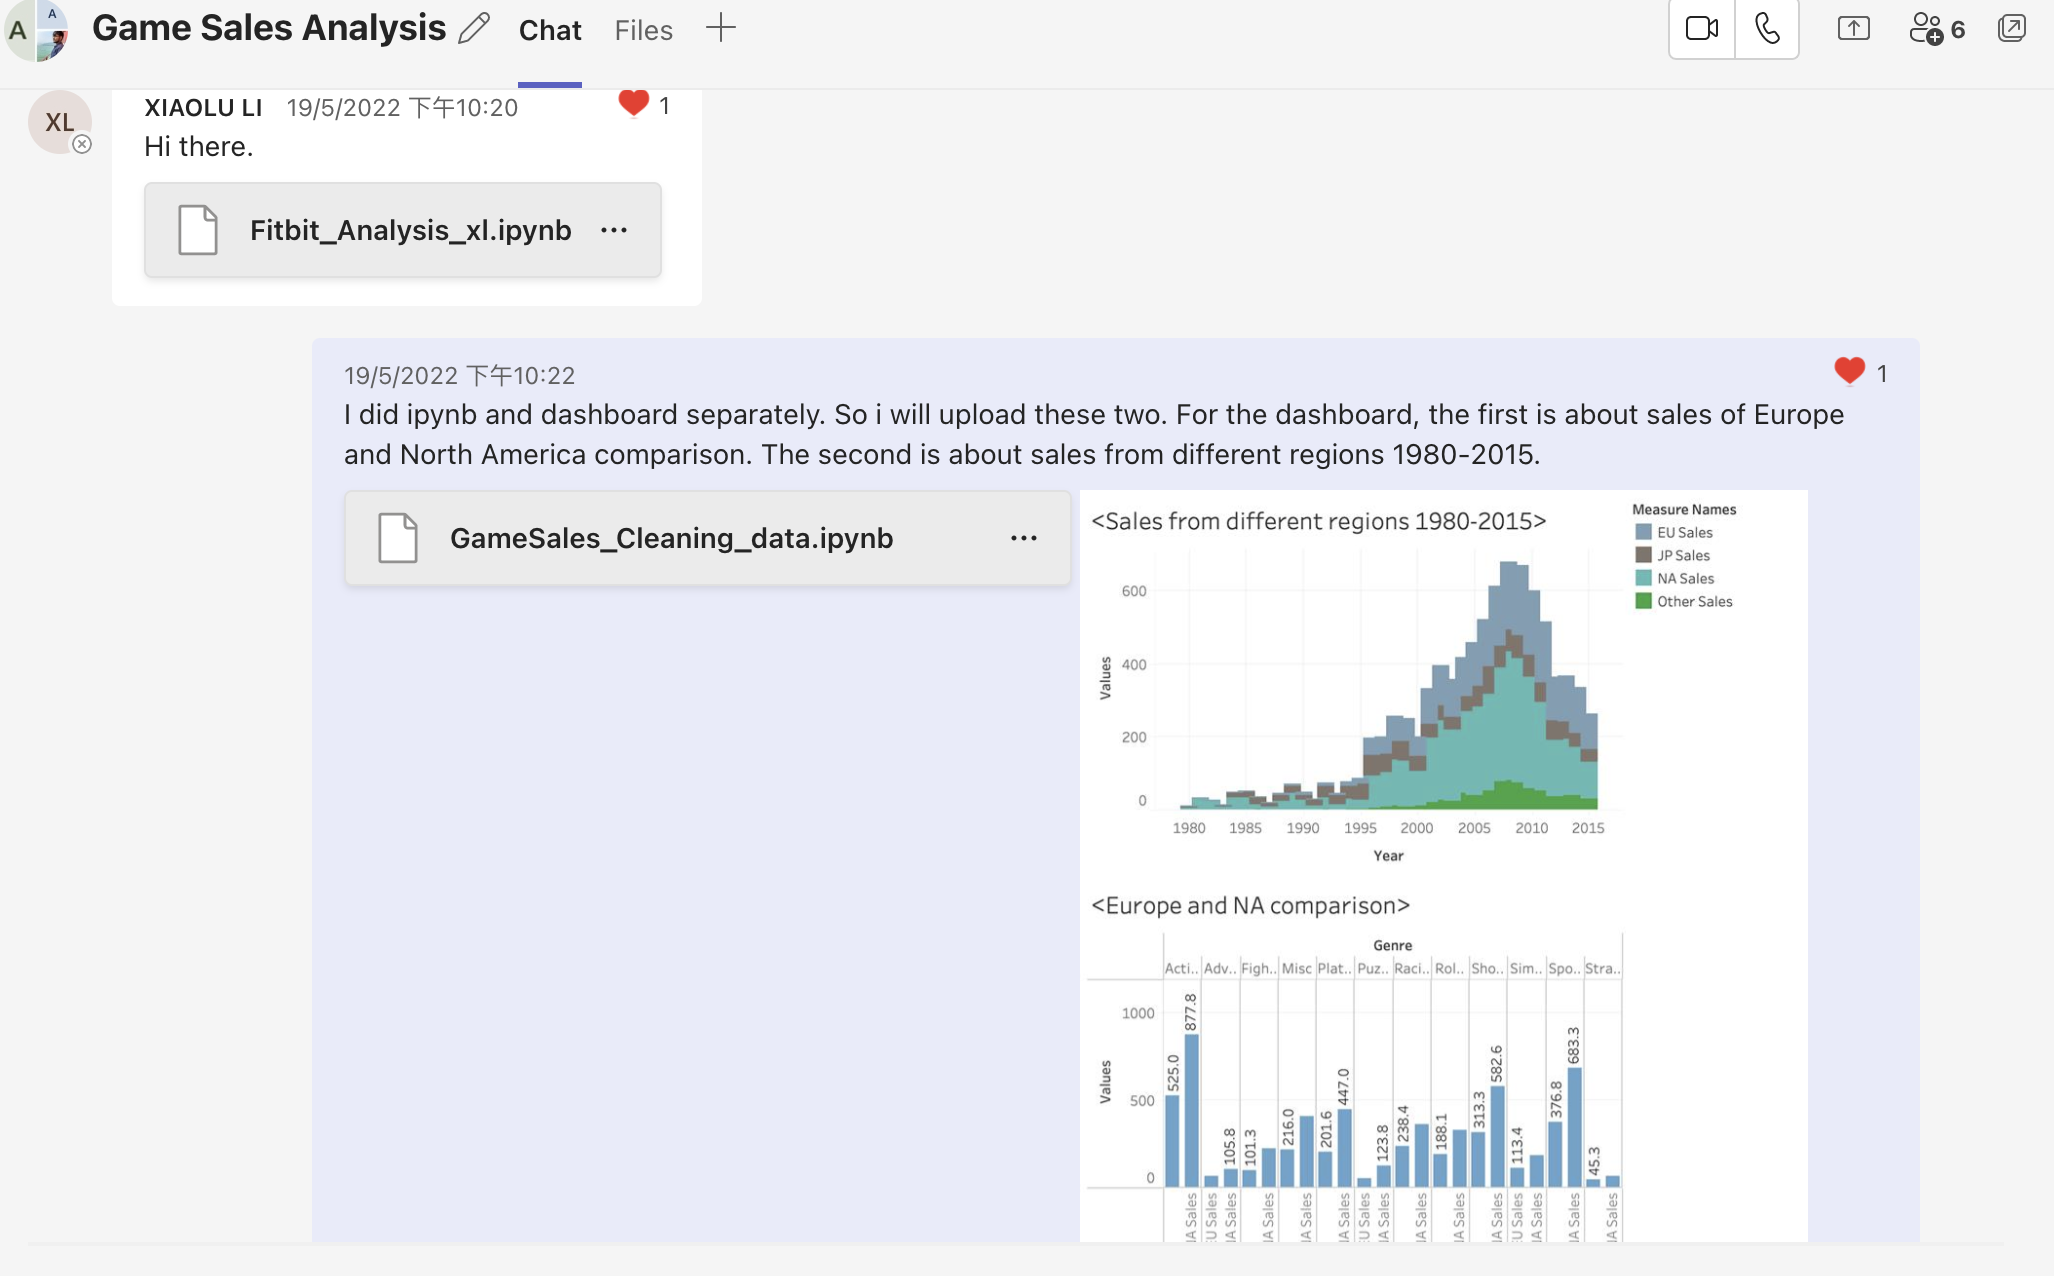 A
A
Game Sales Analysis
Chat
Files
6
XL
XIAOLU LI 19/5/2022 下午10:20
1
Hi there.
Fitbit_Analysis_xl.ipynb ...
19/5/2022 下午10:22
1
I did ipynb and dashboard separately. So i will upload these two. For the dashboard, the first is about sales of Europe
and North America comparison. The second is about sales from different regions 1980-2015.
GameSales_Cleaning_data.ipynb ...
<Sales from different regions 1980-2015>
Measure Names
EU Sales
JP Sales
NA Sales
Other Sales
Values
600
400
200
0
1980 1985 1990 1995 2000 2005 2010 2015
Year
<Europe and NA comparison>
Genre
Acti.. Adv.. Figh.. Misc Plat.. Puz.. Raci.. Rol.. Sho.. Sim.. Spo.. Stra..
Values
1000
500
0
525.0 877.8 105.8 101.3 216.0 201.6 447.0 123.8 238.4 188.1 313.3 582.6 113.4 376.8 683.3 45.3
Sales Sales Sales Sales Sales Sales Sales Sales Sales Sales Sales Sales Sales Sales Sales